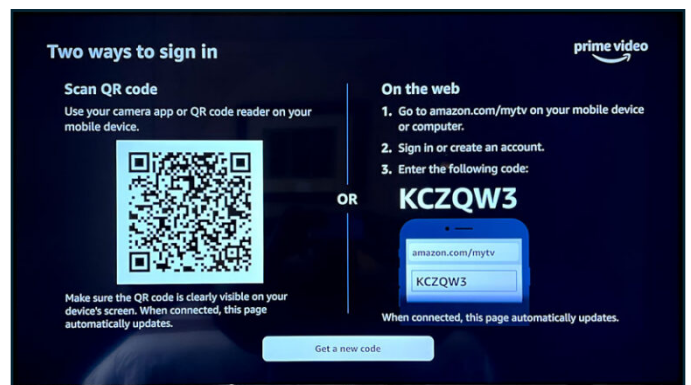 Two ways to sign in
prime video
Scan QR code
Use your camera app or QR code reader on your
mobile device.
Make sure the QR code is clearly visible on your
device's screen. When connected, this page
automatically updates.
OR
On the web
1. Go to amazon.com/mytv on your mobile device
or computer.
2. Sign in or create an account.
3. Enter the following code:
KCZQW3
amazon.com/mytv
KCZQW3
When connected, this page automatically updates.
Get a new code